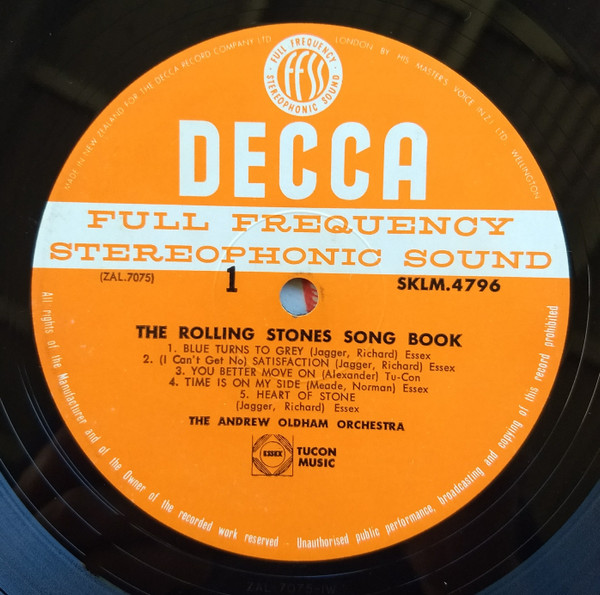 MADE IN NEW ZEALAND FOR THE DECCA RECORD COMPANY LTD LONDON BY HIS MASTER'S VOICE (N.Z.) LTD WELLINGTON
FULL FREQUENCY
FFSS
STEREOPHONIC SOUND
DECCA
FULL FREQUENCY
STEREOPHONIC SOUND
(ZAL.7075)
1
SKLM.4796
THE ROLLING STONES SONG BOOK
1. BLUE TURNS TO GREY (Jagger, Richard) Essex
2. (I Can't Get No) SATISFACTION (Jagger, Richard) Essex
3. YOU BETTER MOVE ON (Alexander) Tu-Con
4. TIME IS ON MY SIDE (Meade, Norman) Essex
5. HEART OF STONE
(Jagger, Richard) Essex
THE ANDREW OLDHAM ORCHESTRA
ESSEX
TUCON
MUSIC
All rights of the Manufacturer and of the Owner of the recorded work reserved - Unauthorised public performance, broadcasting and copying of this record prohibited